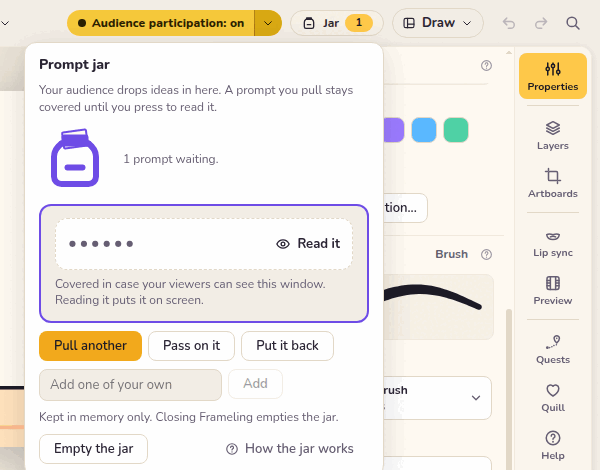 Audience participation: on
Jar 1
Draw
Prompt jar
Your audience drops ideas in here. A prompt you pull stays
covered until you press to read it.
1 prompt waiting.
Read it
Covered in case your viewers can see this window.
Reading it puts it on screen.
Pull another
Pass on it
Put it back
Add one of your own
Add
Kept in memory only. Closing Frameling empties the jar.
Empty the jar
How the jar works
tion...
Brush
rush
Properties
Layers
Artboards
Lip sync
Preview
Quests
Quill
Help